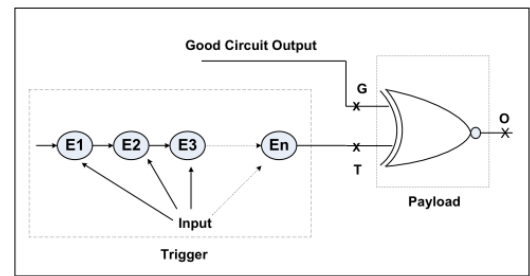 Good Circuit Output
G
O
E1 E2 E3 En
T
Payload
Input
Trigger